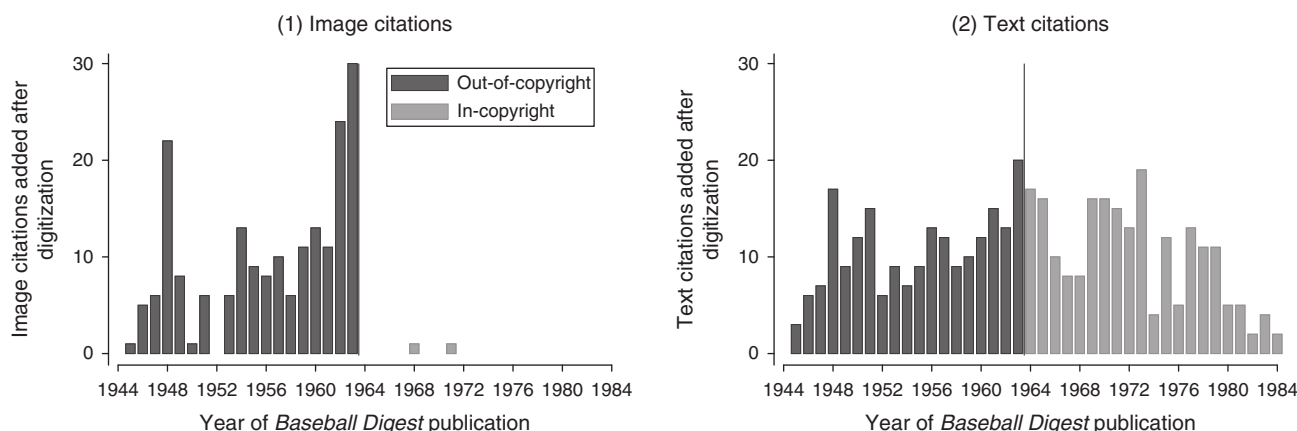 (1) Image citations
Image citations added after
digitization
30
20
10
0
Out-of-copyright
In-copyright
1944 1948 1952 1956 1960 1964 1968 1972 1976 1980 1984
Year of Baseball Digest publication
(2) Text citations
Text citations added after
digitization
30
20
10
0
1944 1948 1952 1956 1960 1964 1968 1972 1976 1980 1984
Year of Baseball Digest publication